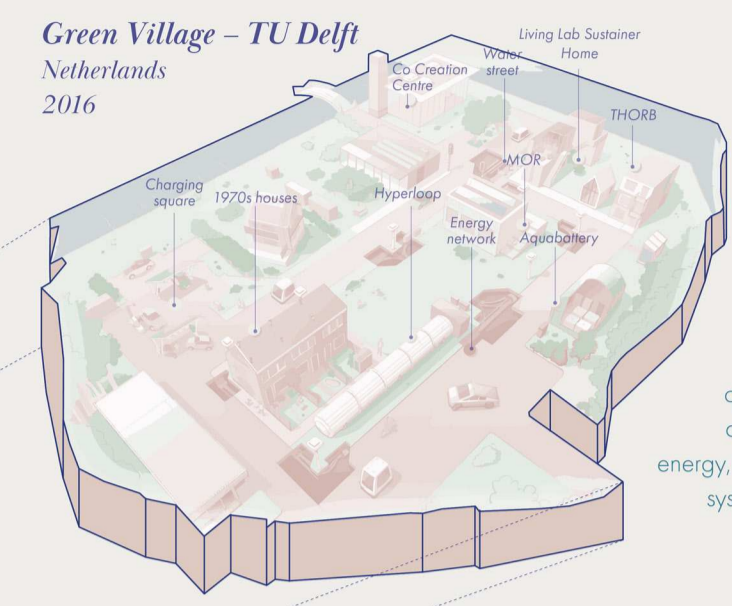 Green Village – TU Delft
Netherlands
2016
Living Lab Sustainer
Home
Water
street
Co Creation
Centre
THORB
MOR
Charging
square
1970s houses
Hyperloop
Energy
network
Aquabattery
energy,